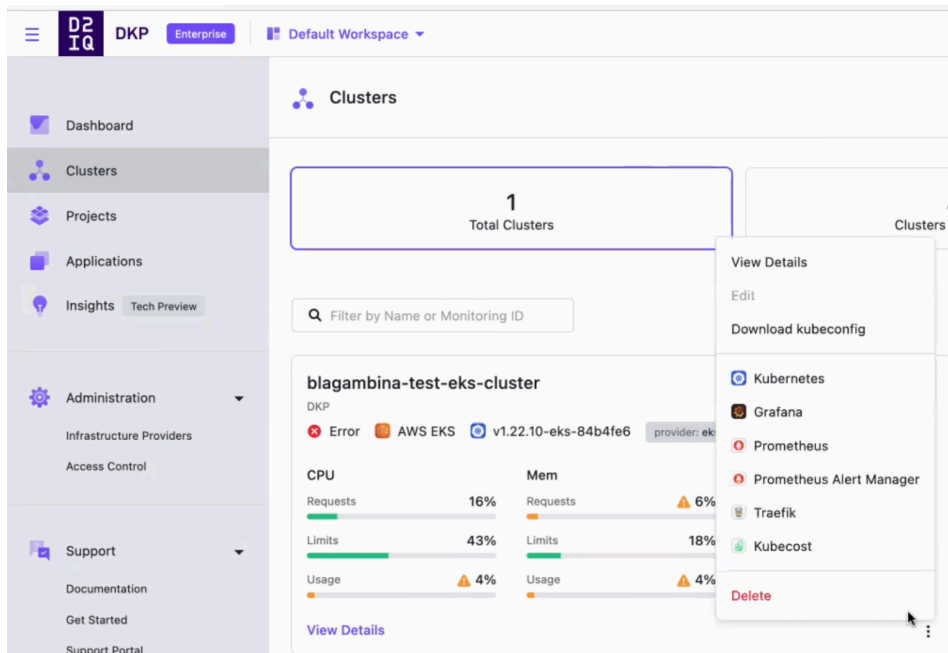 D2
IQ
DKP
Enterprise
Default Workspace
Dashboard
Clusters
Projects
Applications
Insights Tech Preview
Administration
Infrastructure Providers
Access Control
Support
Documentation
Get Started
Support Portal
Clusters
1
Total Clusters
Clusters
Filter by Name or Monitoring ID
blagambina-test-eks-cluster
DKP
Error AWS EKS v1.22.10-eks-84b4fe6 provider: eks
CPU
Requests 16%
Limits 43%
Usage 4%
Mem
Requests 6%
Limits 18%
Usage 4%
View Details
View Details
Edit
Download kubeconfig
Kubernetes
Grafana
Prometheus
Prometheus Alert Manager
Traefik
Kubecost
Delete